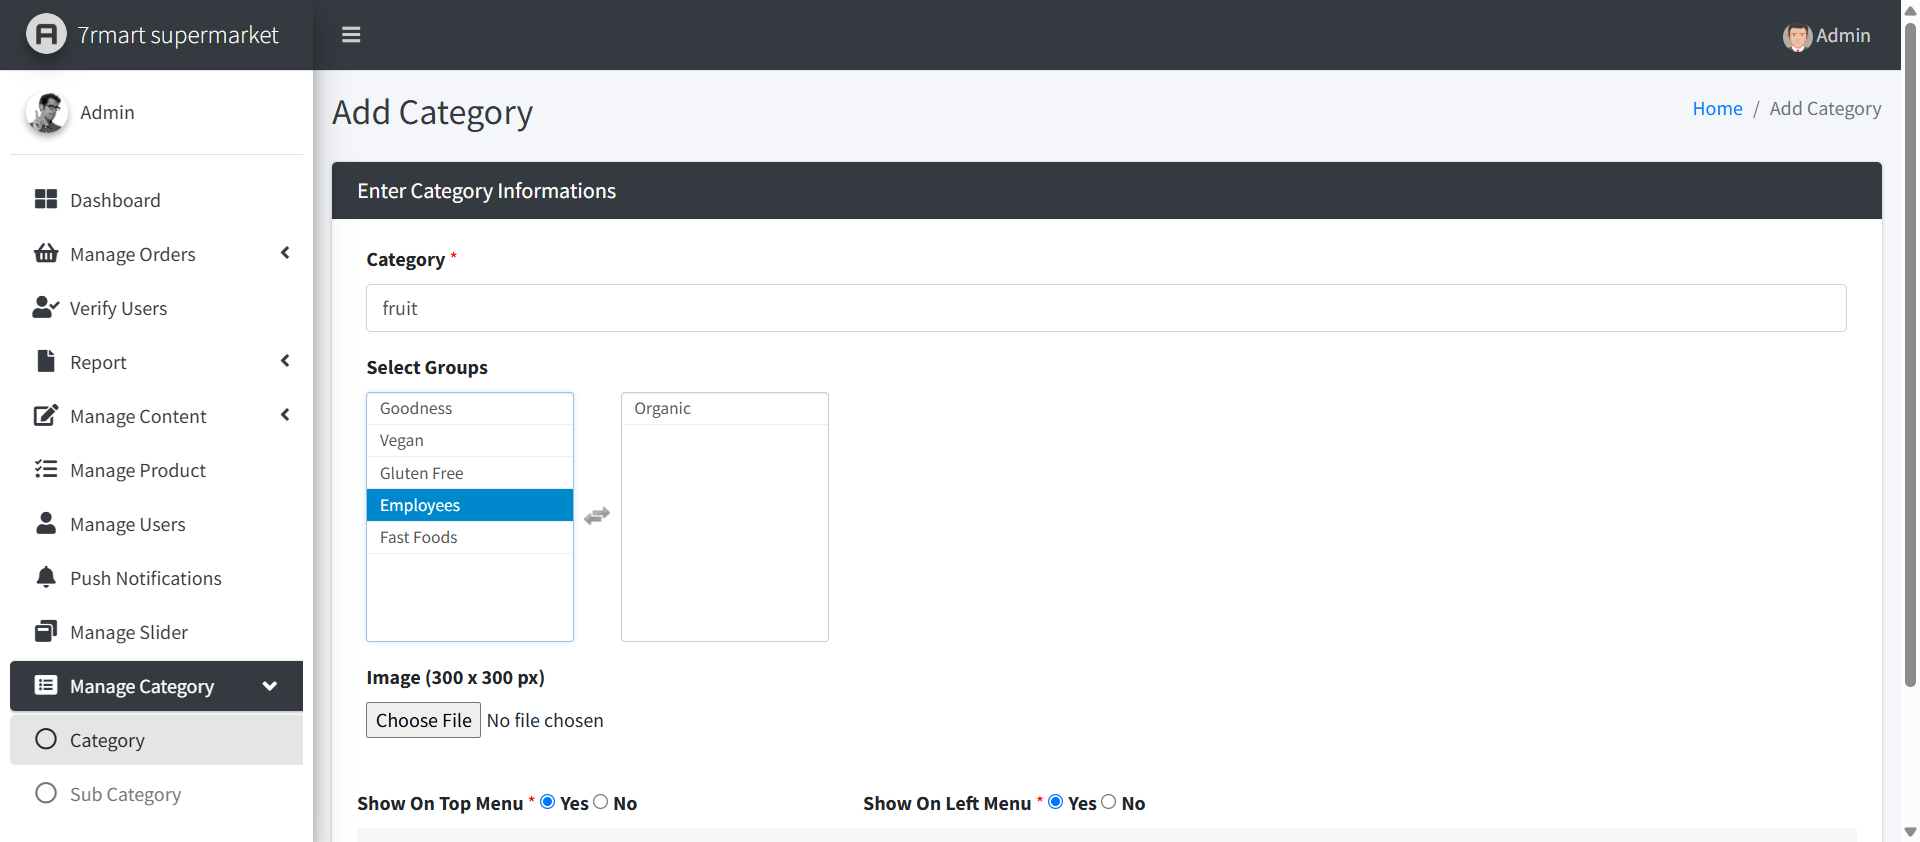 7rmart supermarket
Admin
Admin
Add Category
Home / Add Category
Dashboard
Manage Orders
Verify Users
Report
Manage Content
Manage Product
Manage Users
Push Notifications
Manage Slider
Manage Category
Category
Sub Category
Enter Category Informations
Category *
fruit
Select Groups
Goodness
Vegan
Gluten Free
Employees
Fast Foods
Organic
Image (300 x 300 px)
Choose File No file chosen
Show On Top Menu * Yes No
Show On Left Menu * Yes No